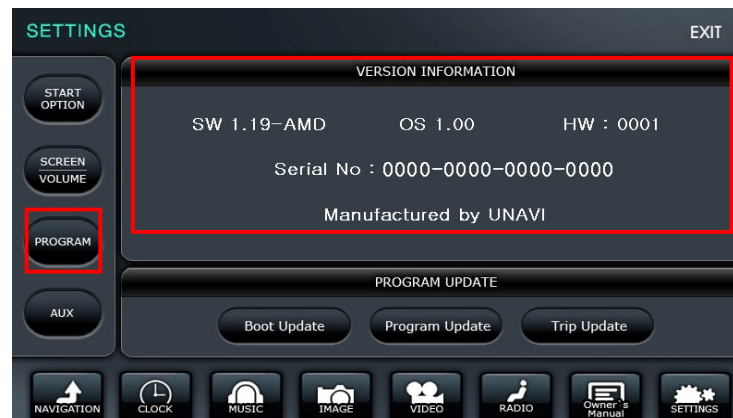 SETTINGS EXIT
START
OPTION
SCREEN
VOLUME
PROGRAM
AUX
VERSION INFORMATION
SW 1.19-AMD OS 1.00 HW : 0001
Serial No : 0000-0000-0000-0000
Manufactured by UNAVI
PROGRAM UPDATE
Boot Update Program Update Trip Update
NAVIGATION CLOCK MUSIC IMAGE VIDEO RADIO Owner's
Manual SETTINGS